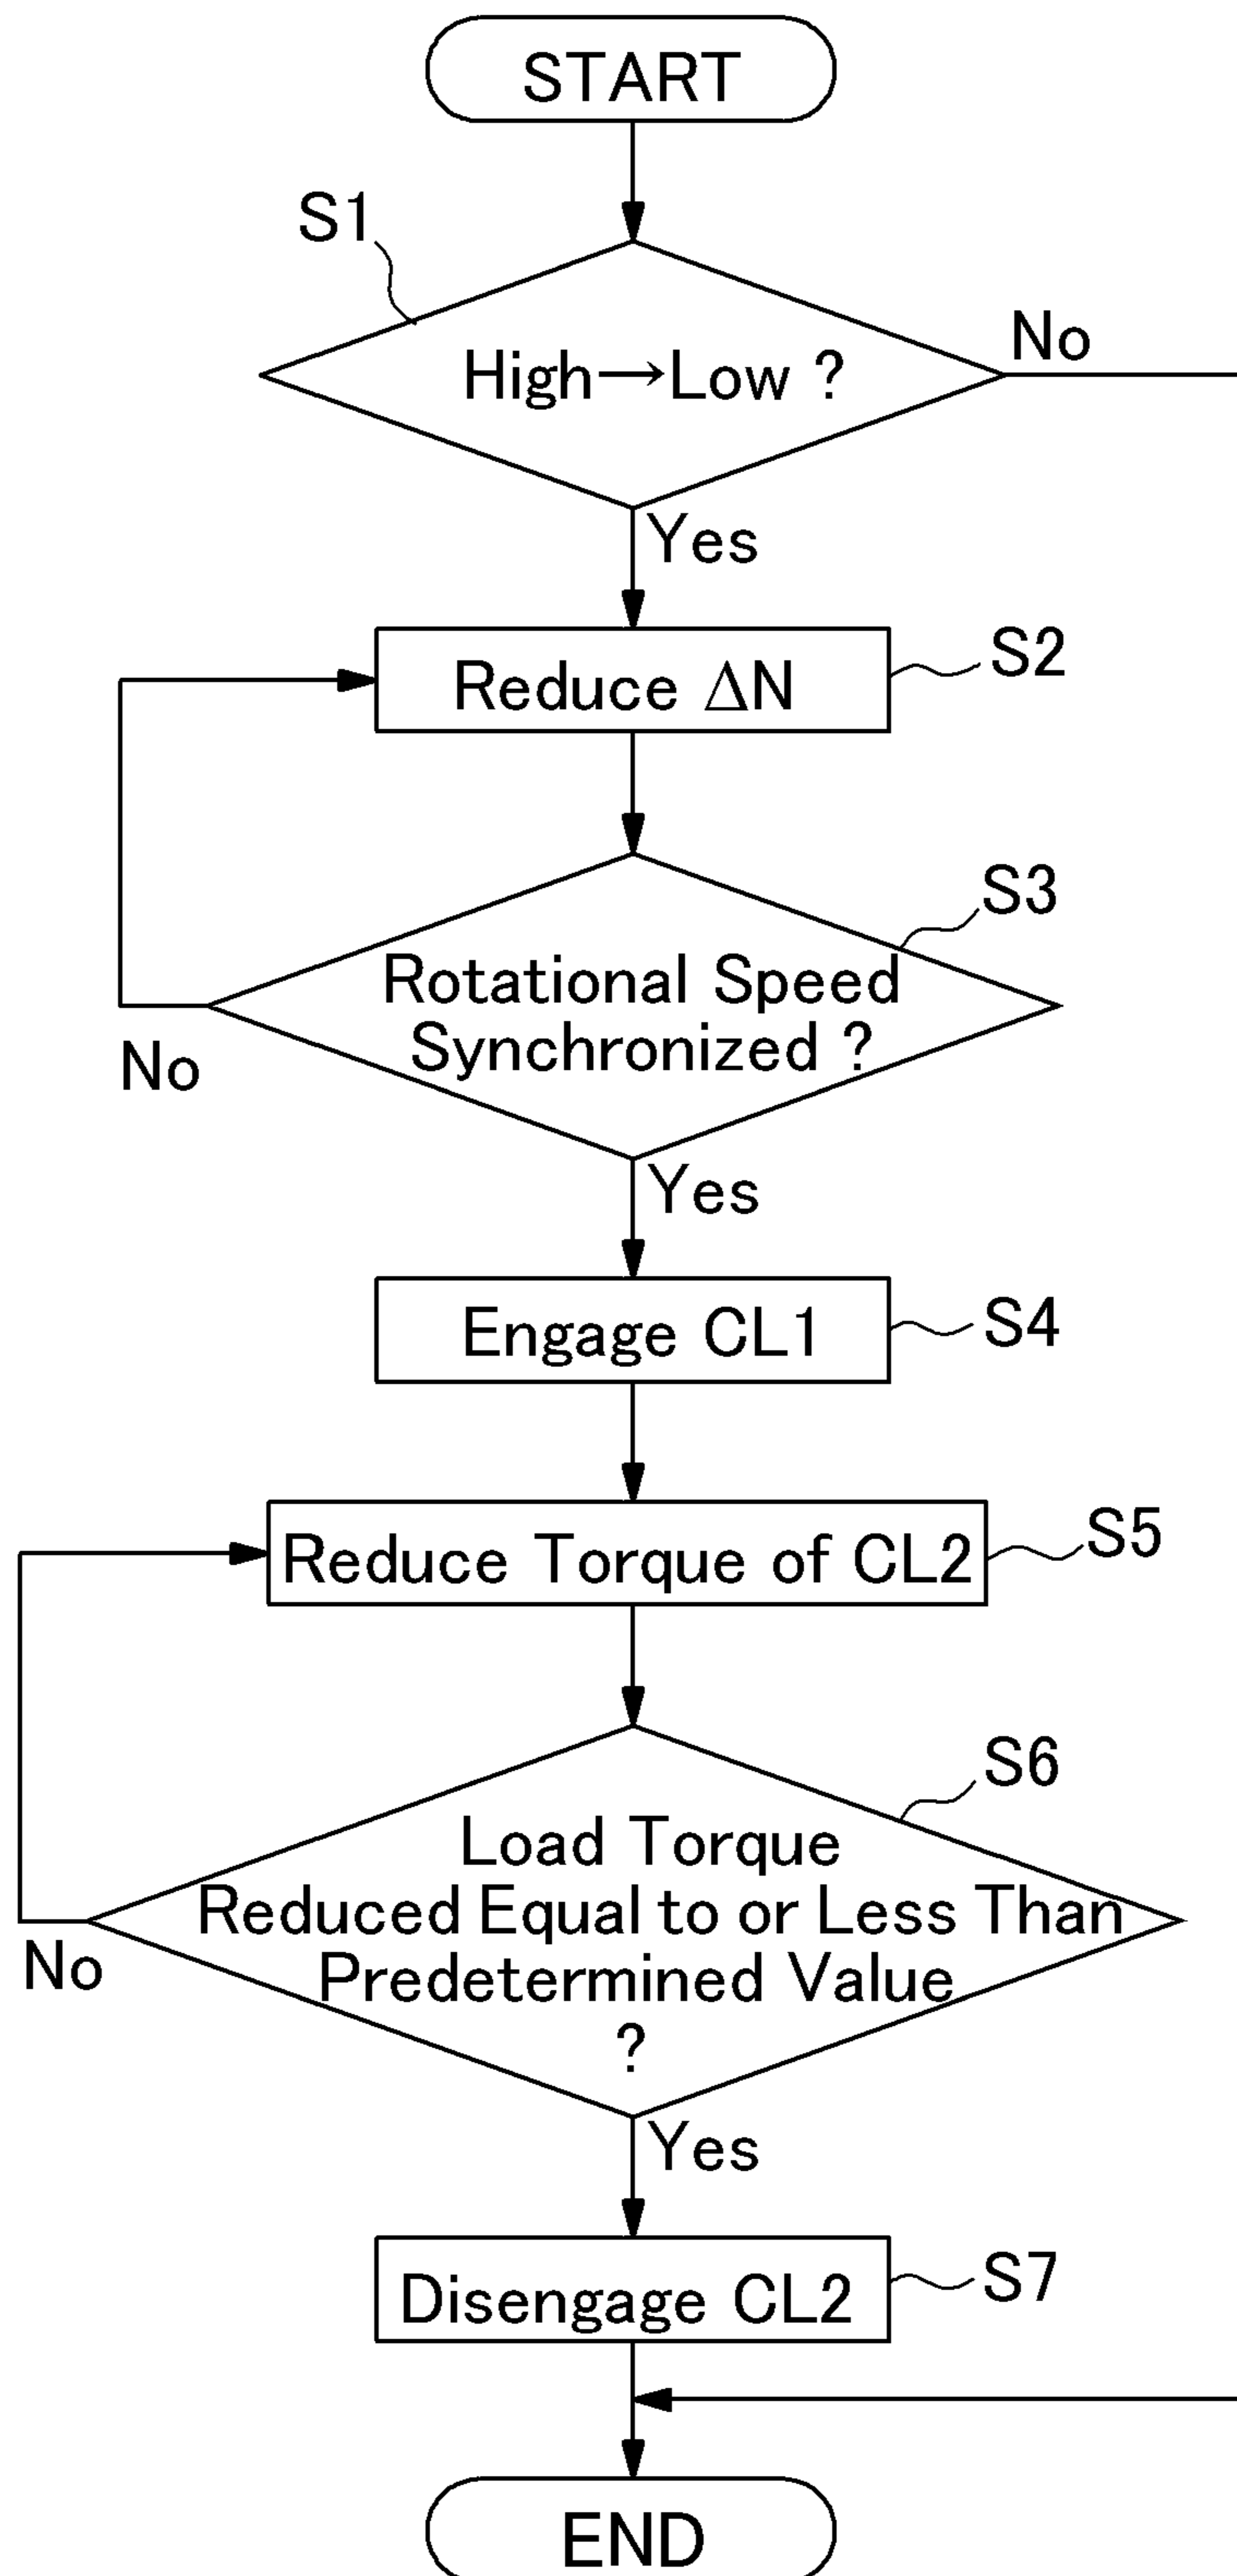 START
S1
High→Low ?
No
Yes
Reduce ΔN
S2
S3
Rotational Speed
Synchronized ?
No
Yes
Engage CL1
S4
Reduce Torque of CL2
S5
S6
Load Torque
Reduced Equal to or Less Than
Predetermined Value
?
No
Yes
Disengage CL2
S7
END